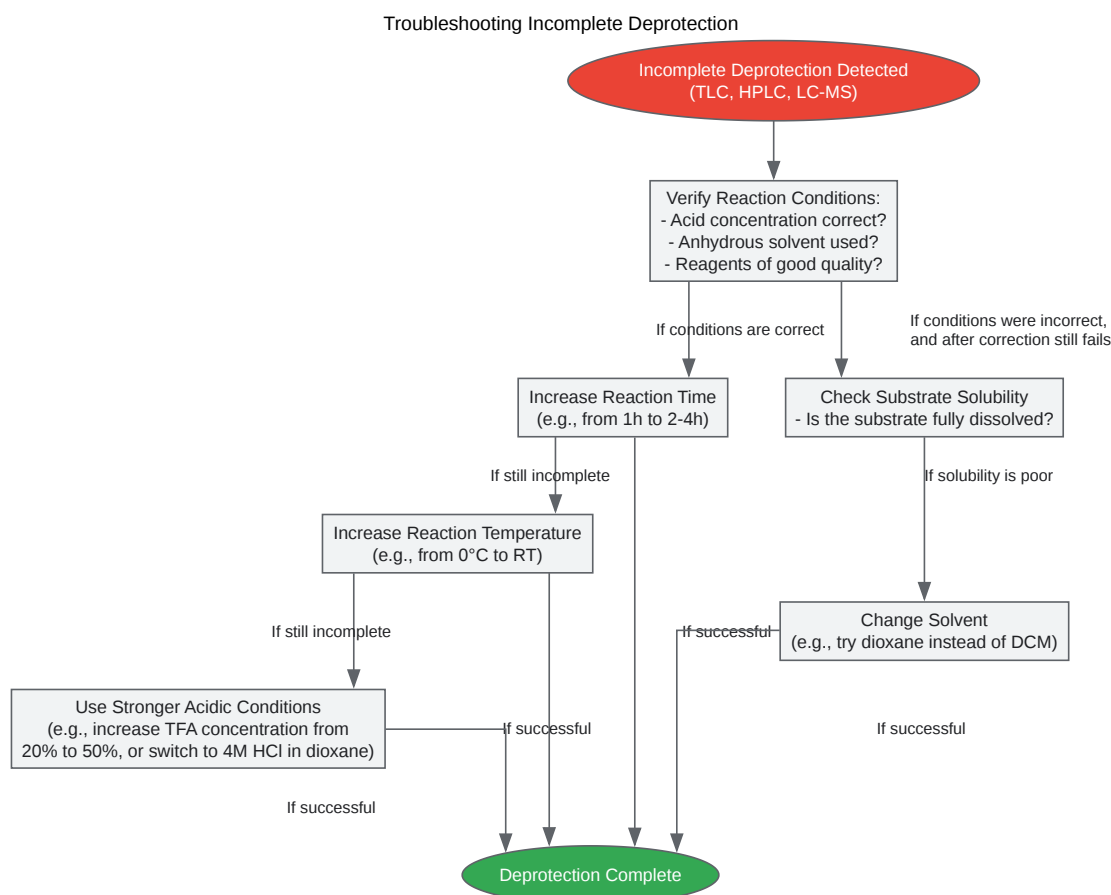 Troubleshooting Incomplete Deprotection
Incomplete Deprotection Detected
(TLC, HPLC, LC-MS)
Verify Reaction Conditions:
- Acid concentration correct?
- Anhydrous solvent used?
- Reagents of good quality?
If conditions are correct
If conditions were incorrect,
and after correction still fails
Increase Reaction Time
(e.g., from 1h to 2-4h)
Check Substrate Solubility
- Is the substrate fully dissolved?
If still incomplete
If solubility is poor
Increase Reaction Temperature
(e.g., from 0°C to RT)
If still incomplete
If successful
Change Solvent
(e.g., try dioxane instead of DCM)
Use Stronger Acidic Conditions
(e.g., increase TFA concentration from
20% to 50%, or switch to 4M HCl in dioxane)
If successful
If successful
If successful
Deprotection Complete